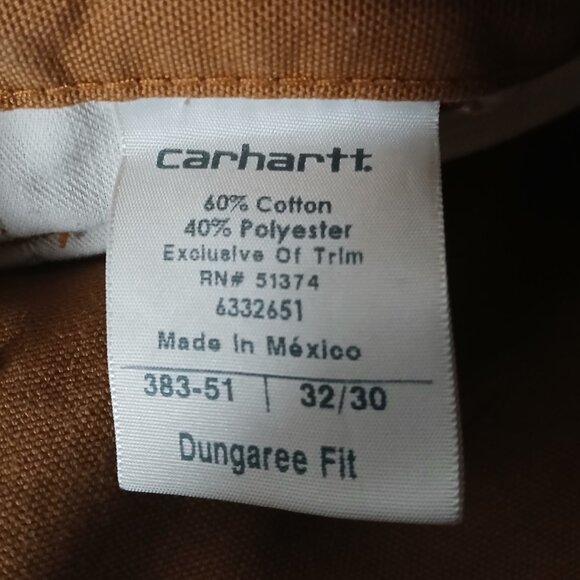 carhartt.
60% Cotton
40% Polyester
Exclusive Of Trim
RN# 51374
6332651
Made In México
383-51 | 32/30
Dungaree Fit